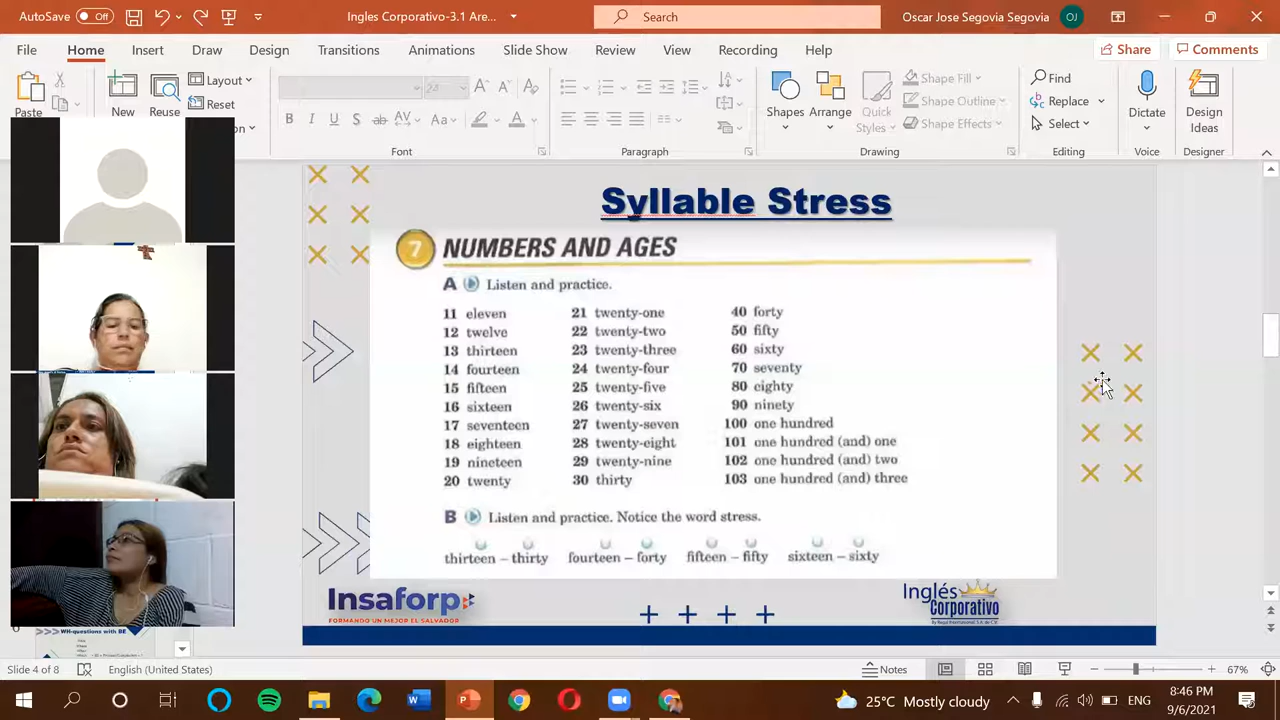 AutoSave Off Ingles Corporativo-3.1 Are... Search Oscar Jose Segovia Segovia OJ
File Home Insert Draw Design Transitions Animations Slide Show Review View Recording Help Share Comments
Paste New Reuse Layout Reset Shapes Arrange Quick Styles Shape Fill Shape Outline Shape Effects Find Replace Select Dictate Design Ideas
Font Paragraph Drawing Editing Voice Designer
Syllable Stress
7 NUMBERS AND AGES
A Listen and practice.
11 eleven 21 twenty-one 40 forty
12 twelve 22 twenty-two 50 fifty
13 thirteen 23 twenty-three 60 sixty
14 fourteen 24 twenty-four 70 seventy
15 fifteen 25 twenty-five 80 eighty
16 sixteen 26 twenty-six 90 ninety
17 seventeen 27 twenty-seven 100 one hundred
18 eighteen 28 twenty-eight 101 one hundred (and) one
19 nineteen 29 twenty-nine 102 one hundred (and) two
20 twenty 30 thirty 103 one hundred (and) three
B Listen and practice. Notice the word stress.
thirteen – thirty fourteen – forty fifteen – fifty sixteen – sixty
Insaforp
FORMANDO UN MEJOR EL SALVADOR
Inglés
Corporativo
WH-questions with BE
Slide 4 of 8 English (United States) Notes 67%
25°C Mostly cloudy ENG 8:46 PM
9/6/2021